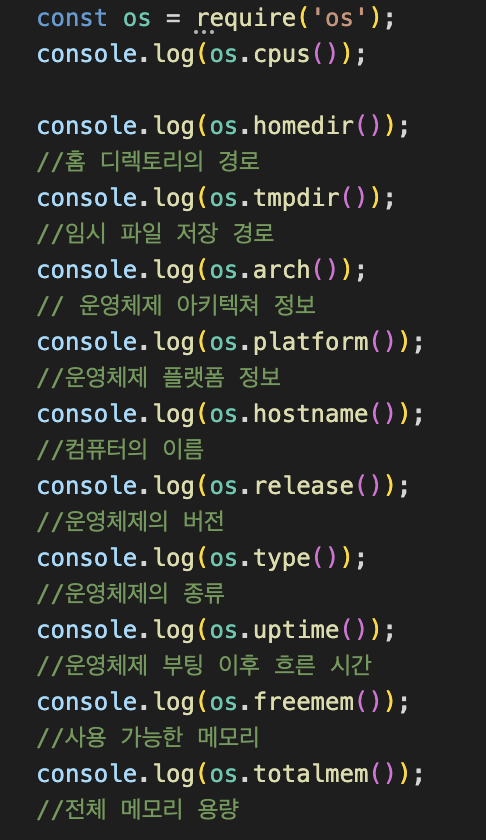 const os = require('os');
console.log(os.cpus());
console.log(os.homedir());
//홈 디렉토리의 경로
console.log(os.tmpdir());
//임시 파일 저장 경로
console.log(os.arch());
// 운영체제 아키텍쳐 정보
console.log(os.platform());
//운영체제 플랫폼 정보
console.log(os.hostname());
//컴퓨터의 이름
console.log(os.release());
//운영체제의 버전
console.log(os.type());
//운영체제의 종류
console.log(os.uptime());
//운영체제 부팅 이후 흐른 시간
console.log(os.freemem());
//사용 가능한 메모리
console.log(os.totalmem());
//전체 메모리 용량